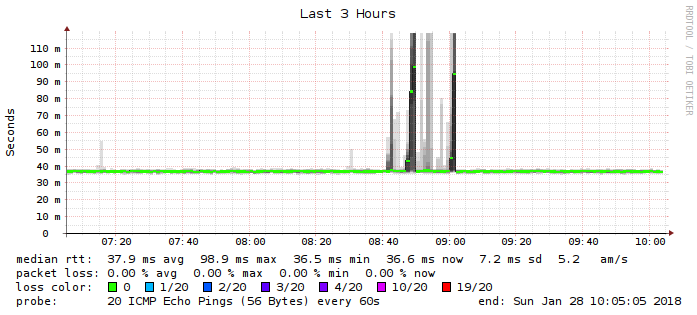 Last 3 Hours
RRDTOOL / TOBI OETIKER
Seconds
110 m
100 m
90 m
80 m
70 m
60 m
50 m
40 m
30 m
20 m
10 m
0
07:20 07:40 08:00 08:20 08:40 09:00 09:20 09:40 10:00
median rtt: 37.9 ms avg 98.9 ms max 36.5 ms min 36.6 ms now 7.2 ms sd 5.2 am/s
packet loss: 0.00 % avg 0.00 % max 0.00 % min 0.00 % now
loss color: 0 1/20 2/20 3/20 4/20 10/20 19/20
probe: 20 ICMP Echo Pings (56 Bytes) every 60s end: Sun Jan 28 10:05:05 2018